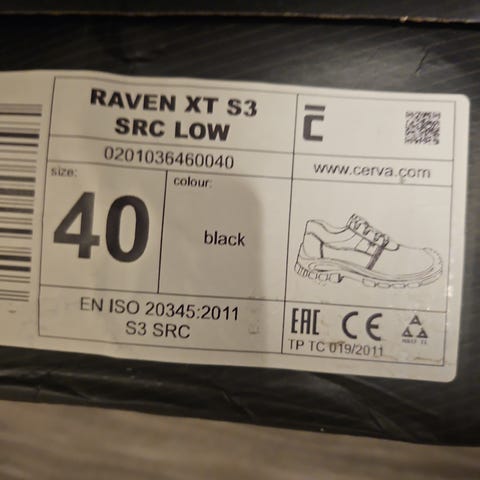 RAVEN XT S3
SRC LOW
0201036460040
www.cerva.com
size:
40
colour:
black
EN ISO 20345:2011
S3 SRC
EAC CE
TP TC 019/2011